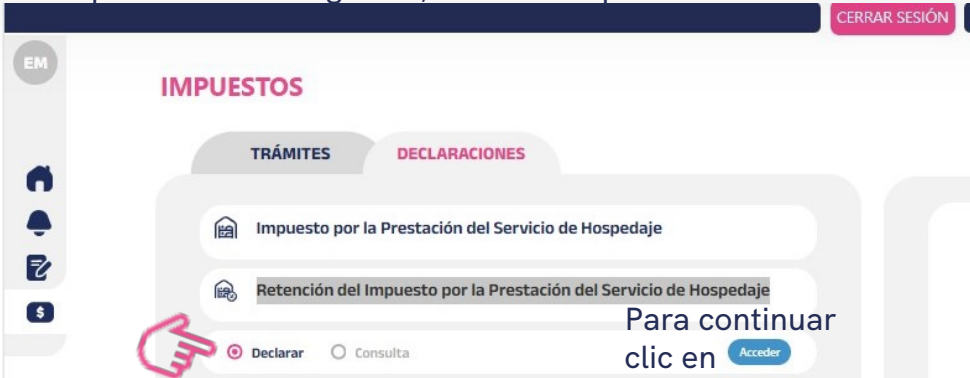 CERRAR SESIÓN
EM
IMPUESTOS
TRÁMITES DECLARACIONES
Impuesto por la Prestación del Servicio de Hospedaje
Retención del Impuesto por la Prestación del Servicio de Hospedaje
Para continuar
Declarar Consulta clic en Acceder